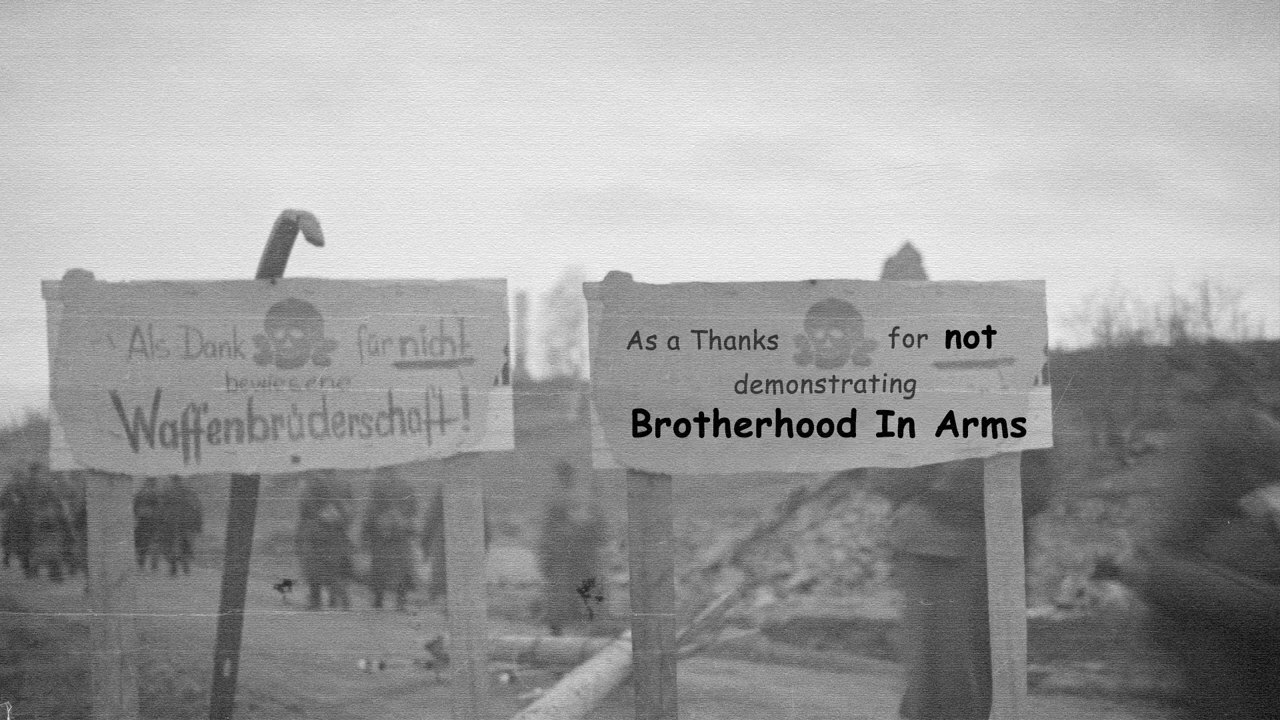 Als Dank für nicht
bewiesene
Waffenbrüderschaft!
As a Thanks for not
demonstrating
Brotherhood In Arms